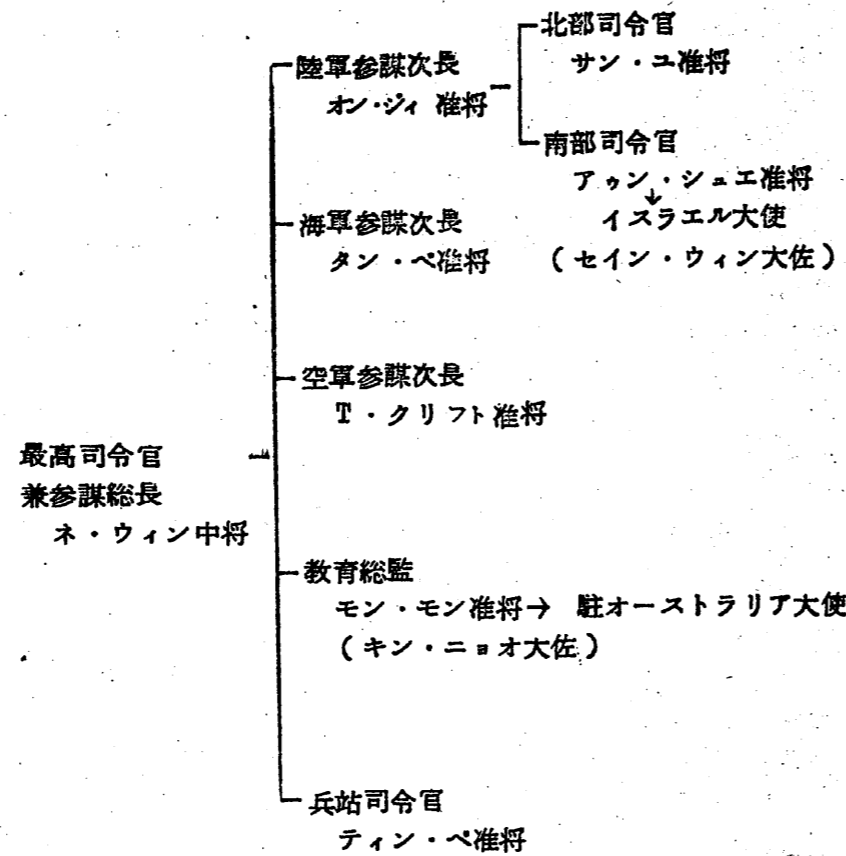 北部司令官
サン・ユ准将
陸軍参謀次長
オン・ジィ 准将
南部司令官
アゥン・シュエ准将
↓
イスラエル大使
(セイン・ウィン大佐)
海軍参謀次長
タン・ペ准将
空軍参謀次長
T・クリフト准将
最高司令官
兼参謀総長
ネ・ウィン中将
教育総監
モン・モン准将→ 駐オーストラリア大使
(キン・ニョオ大佐)
兵站司令官
ティン・ペ准将